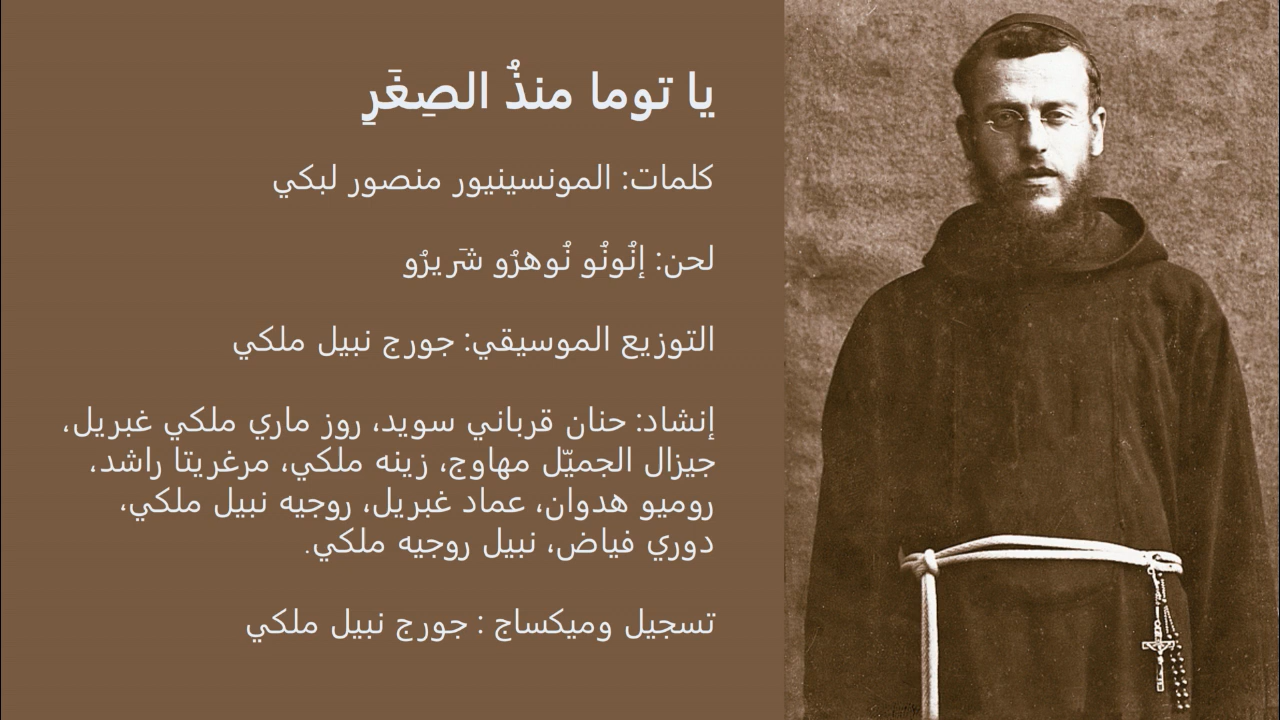 يا توما منذُ الصِغَرِ
كلمات: المونسينيور منصور لبكي
لحن: إنُونُو نُوهرُو شَريرُو
التوزيع الموسيقي: جورج نبيل ملكي
إنشاد: حنان قرباني سويد، روز ماري ملكي غبريل،
جيزال الجميّل مهاوج، زينه ملكي، مرغريتا راشد،
روميو هدوان، عماد غبريل، روجيه نبيل ملكي،
دوري فياض، نبيل روجيه ملكي.
تسجيل وميكساج : جورج نبيل ملكي